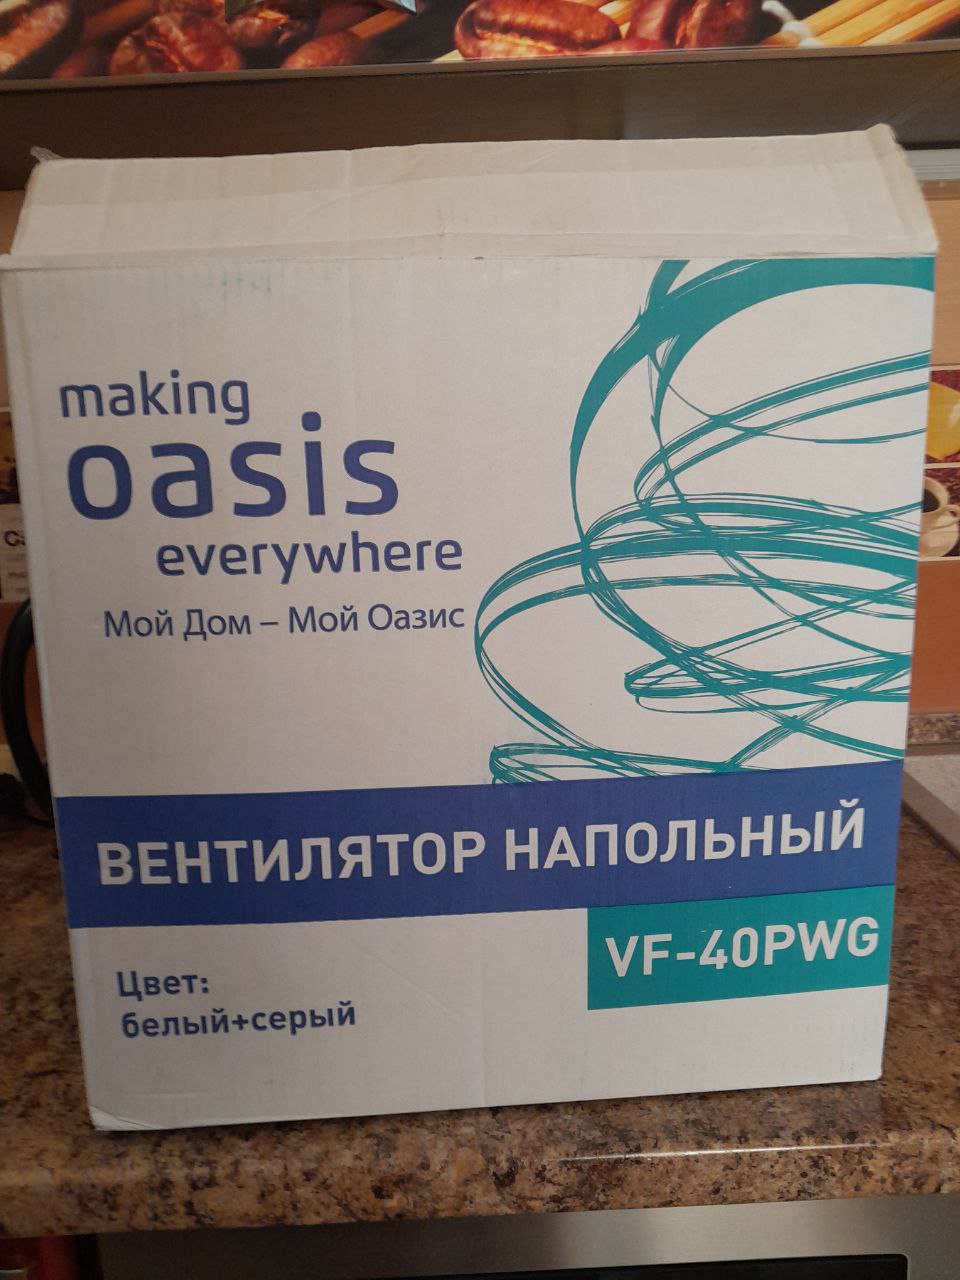 making
oasis
everywhere
Мой Дом – Мой Оазис
ВЕНТИЛЯТОР НАПОЛЬНЫЙ
VF-40PWG
Цвет:
белый+серый